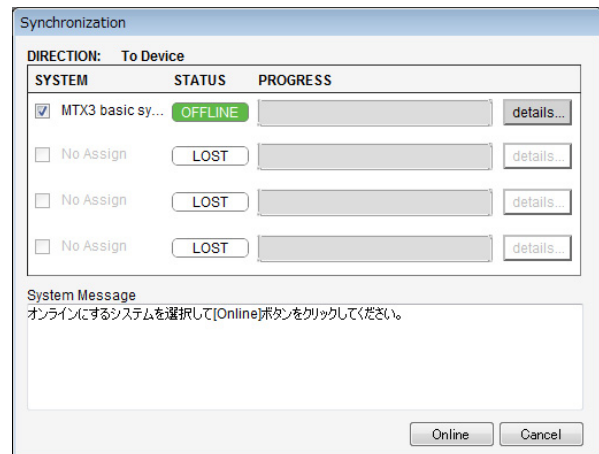 Synchronization
DIRECTION: To Device
SYSTEM STATUS PROGRESS
MTX3 basic sy... OFFLINE details...
No Assign LOST details...
No Assign LOST details...
No Assign LOST details...
System Message
オンラインにするシステムを選択して[Online]ボタンをクリックしてください。
Online Cancel